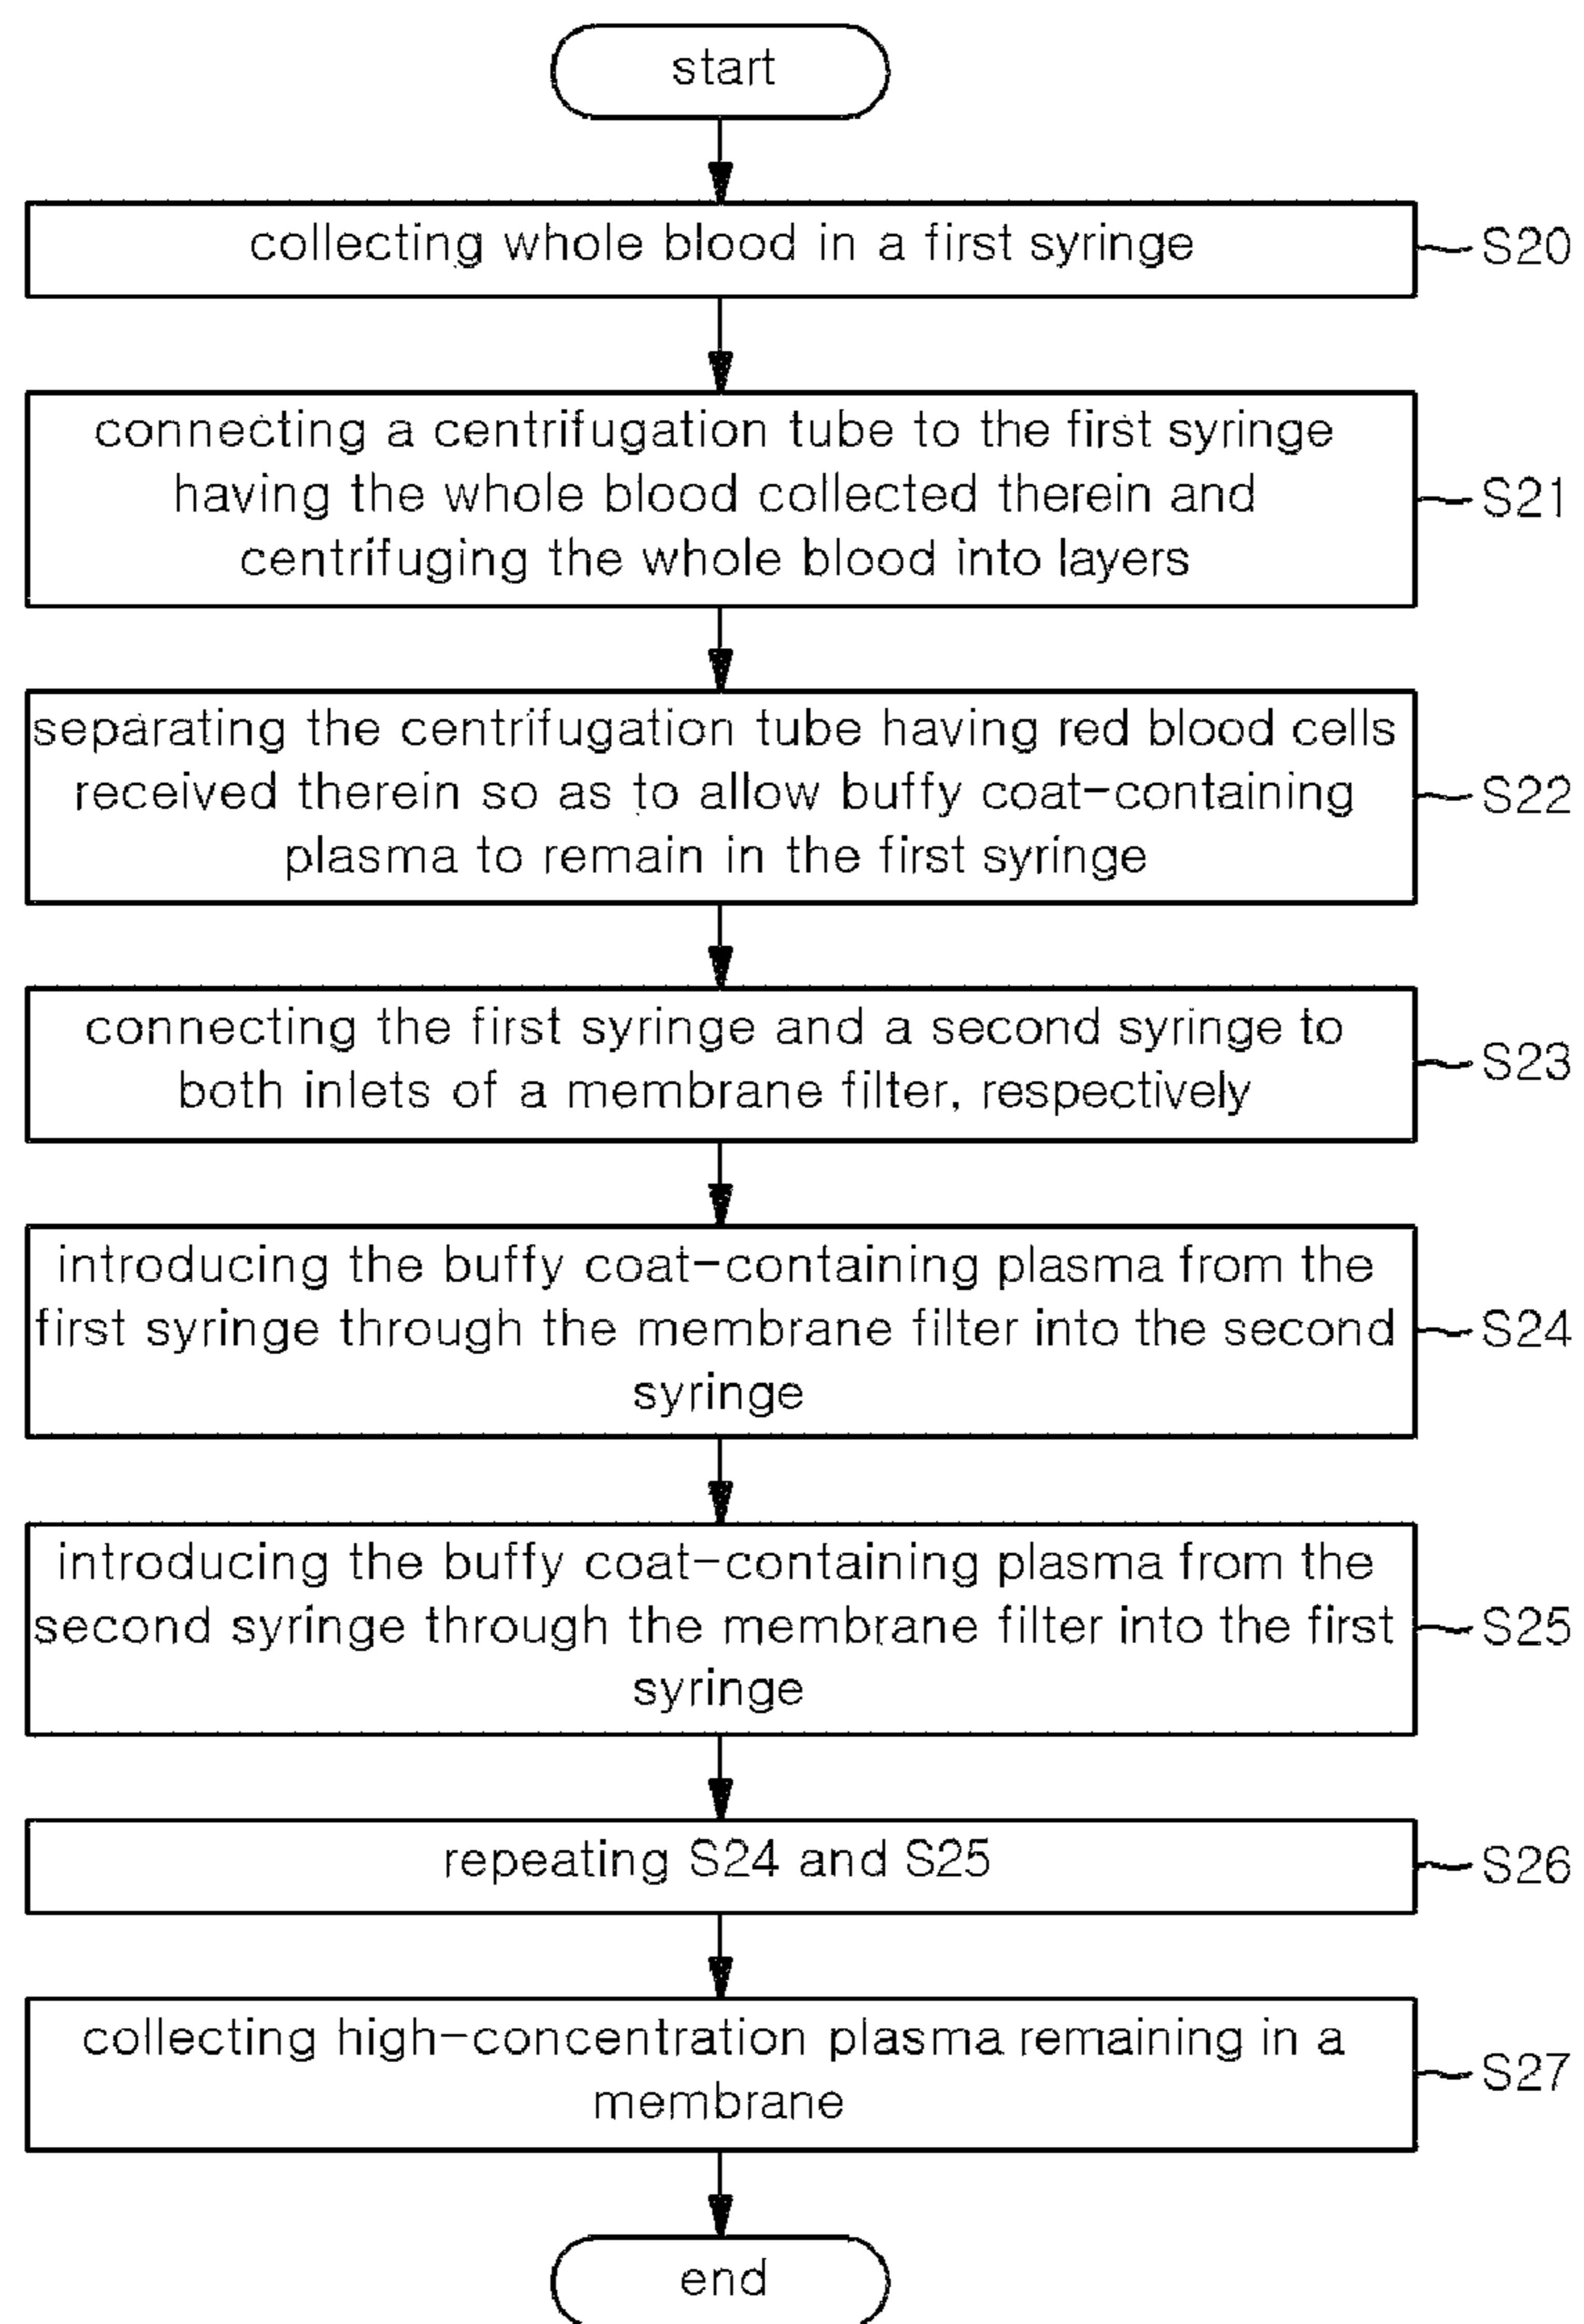 start
collecting whole blood in a first syringe
S20
connecting a centrifugation tube to the first syringe
having the whole blood collected therein and
centrifuging the whole blood into layers
S21
separating the centrifugation tube having red blood cells
received therein so as to allow buffy coat-containing
plasma to remain in the first syringe
S22
connecting the first syringe and a second syringe to
both inlets of a membrane filter, respectively
S23
introducing the buffy coat-containing plasma from the
first syringe through the membrane filter into the second
syringe
S24
introducing the buffy coat-containing plasma from the
second syringe through the membrane filter into the first
syringe
S25
repeating S24 and S25
S26
collecting high-concentration plasma remaining in a
membrane
S27
end